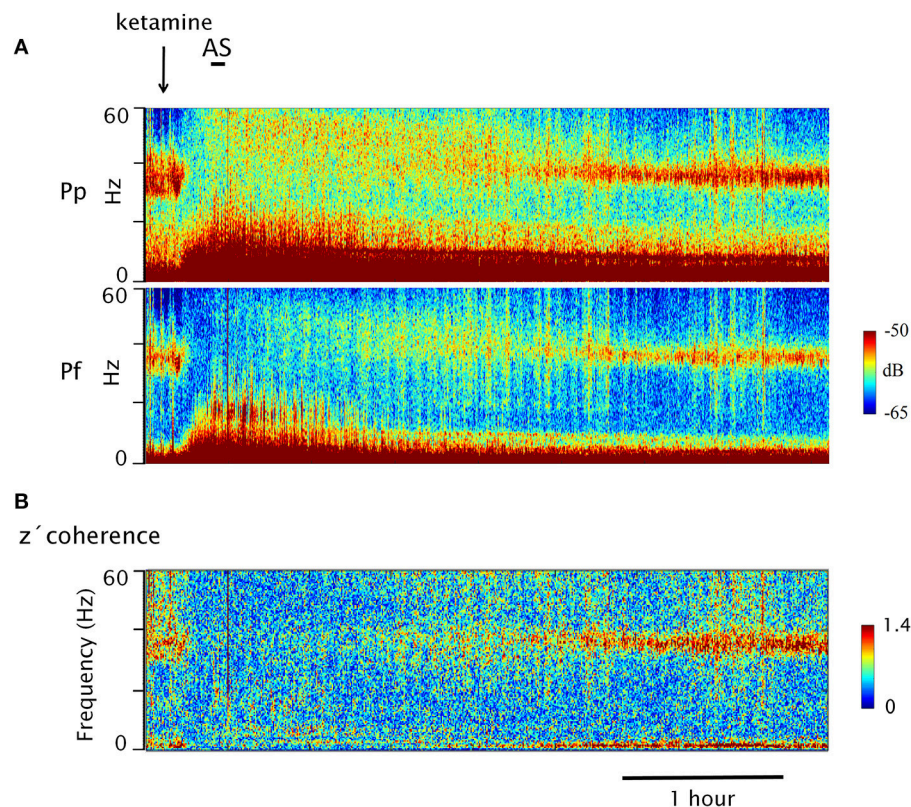 ketamine
A
AS
60
Pp
Hz
0
60
Pf
Hz
0
-50
dB
-65
B
z´coherence
60
Frequency (Hz)
0
1.4
0
1 hour